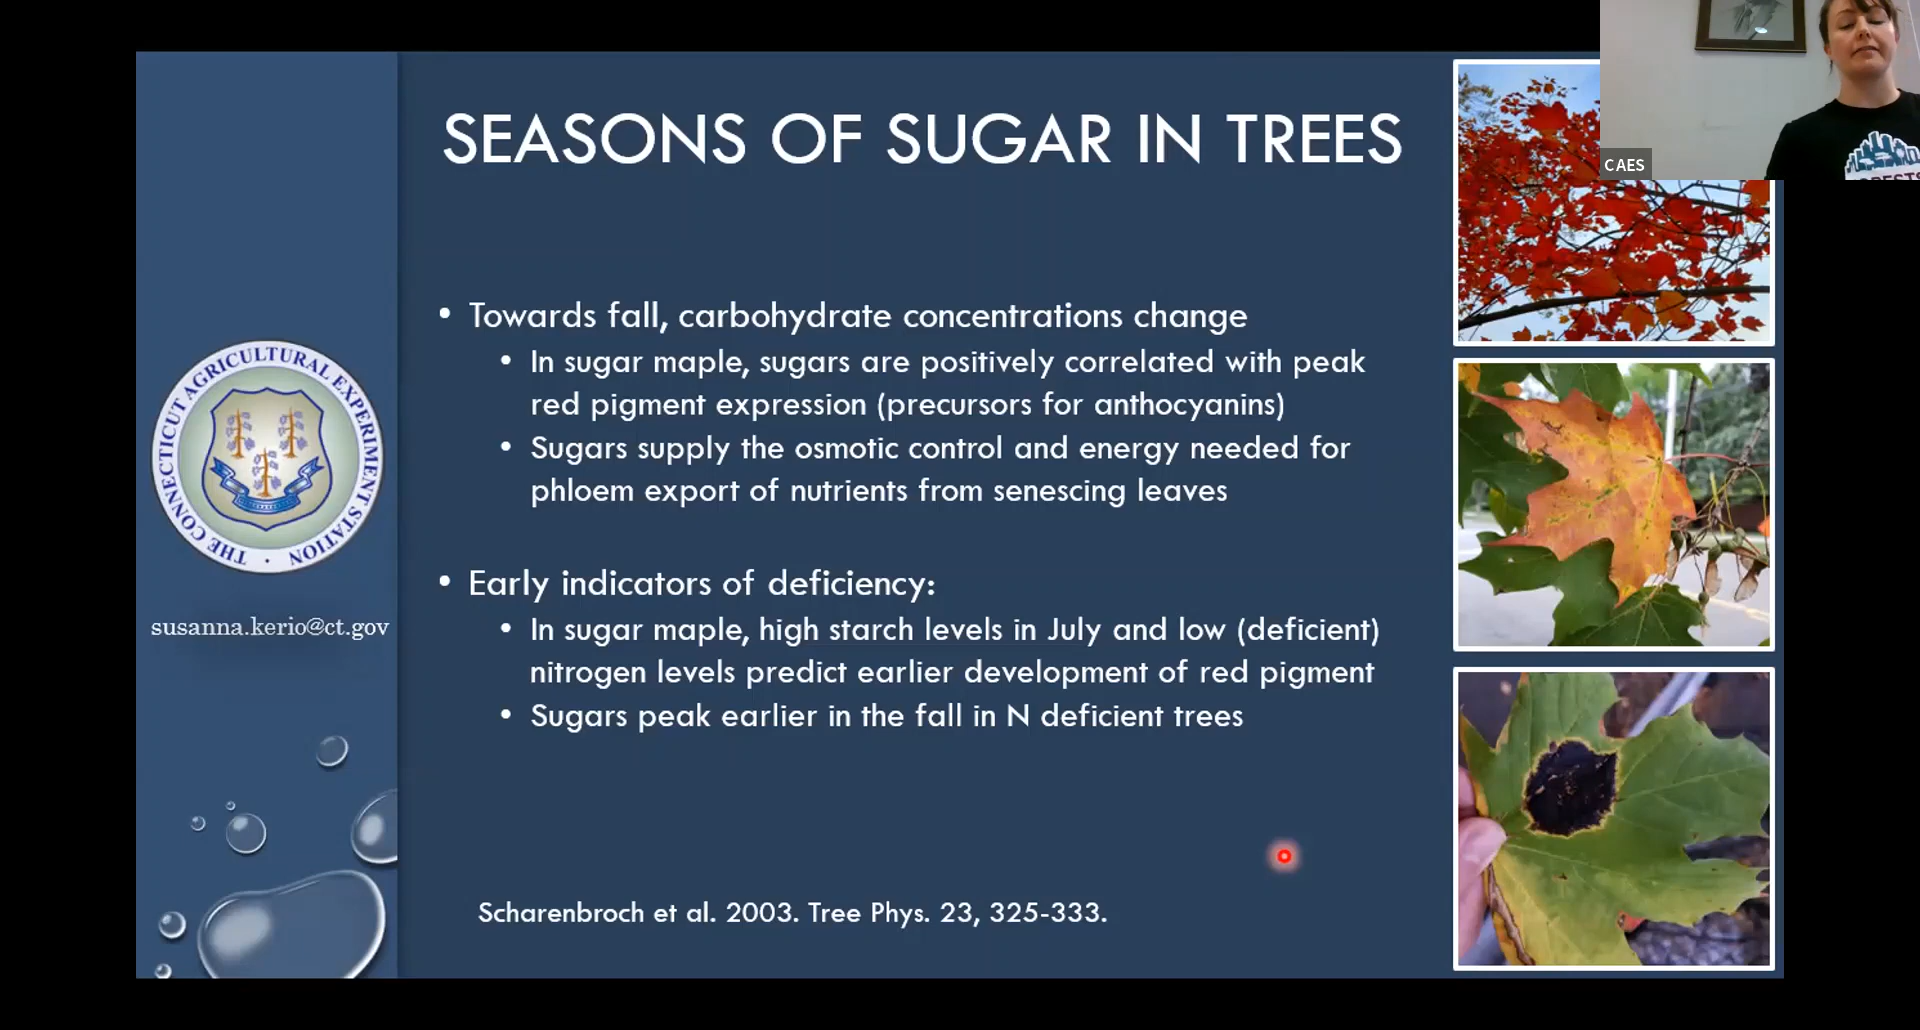 SEASONS OF SUGAR IN TREES
CAES
• Towards fall, carbohydrate concentrations change
• In sugar maple, sugars are positively correlated with peak
red pigment expression (precursors for anthocyanins)
• Sugars supply the osmotic control and energy needed for
phloem export of nutrients from senescing leaves
• Early indicators of deficiency:
• In sugar maple, high starch levels in July and low (deficient)
nitrogen levels predict earlier development of red pigment
• Sugars peak earlier in the fall in N deficient trees
Scharenbroch et al. 2003. Tree Phys. 23, 325-333.
THE CONNECTICUT AGRICULTURAL EXPERIMENT STATION •
susanna.kerio@ct.gov